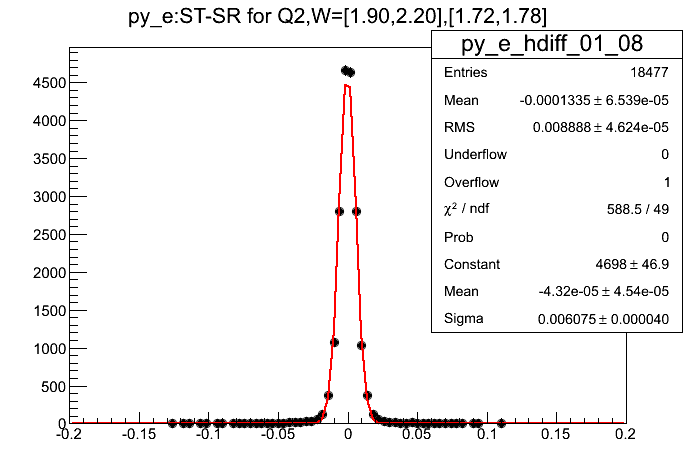 py_e:ST-SR for Q2,W=[1.90,2.20],[1.72,1.78]
py_e_hdiff_01_08
Entries 18477
Mean -0.0001335 ± 6.539e-05
RMS 0.008888 ± 4.624e-05
Underflow 0
Overflow 1
χ² / ndf 588.5 / 49
Prob 0
Constant 4698 ± 46.9
Mean -4.32e-05 ± 4.54e-05
Sigma 0.006075 ± 0.000040
4500
4000
3500
3000
2500
2000
1500
1000
500
0
-0.2 -0.15 -0.1 -0.05 0 0.05 0.1 0.15 0.2